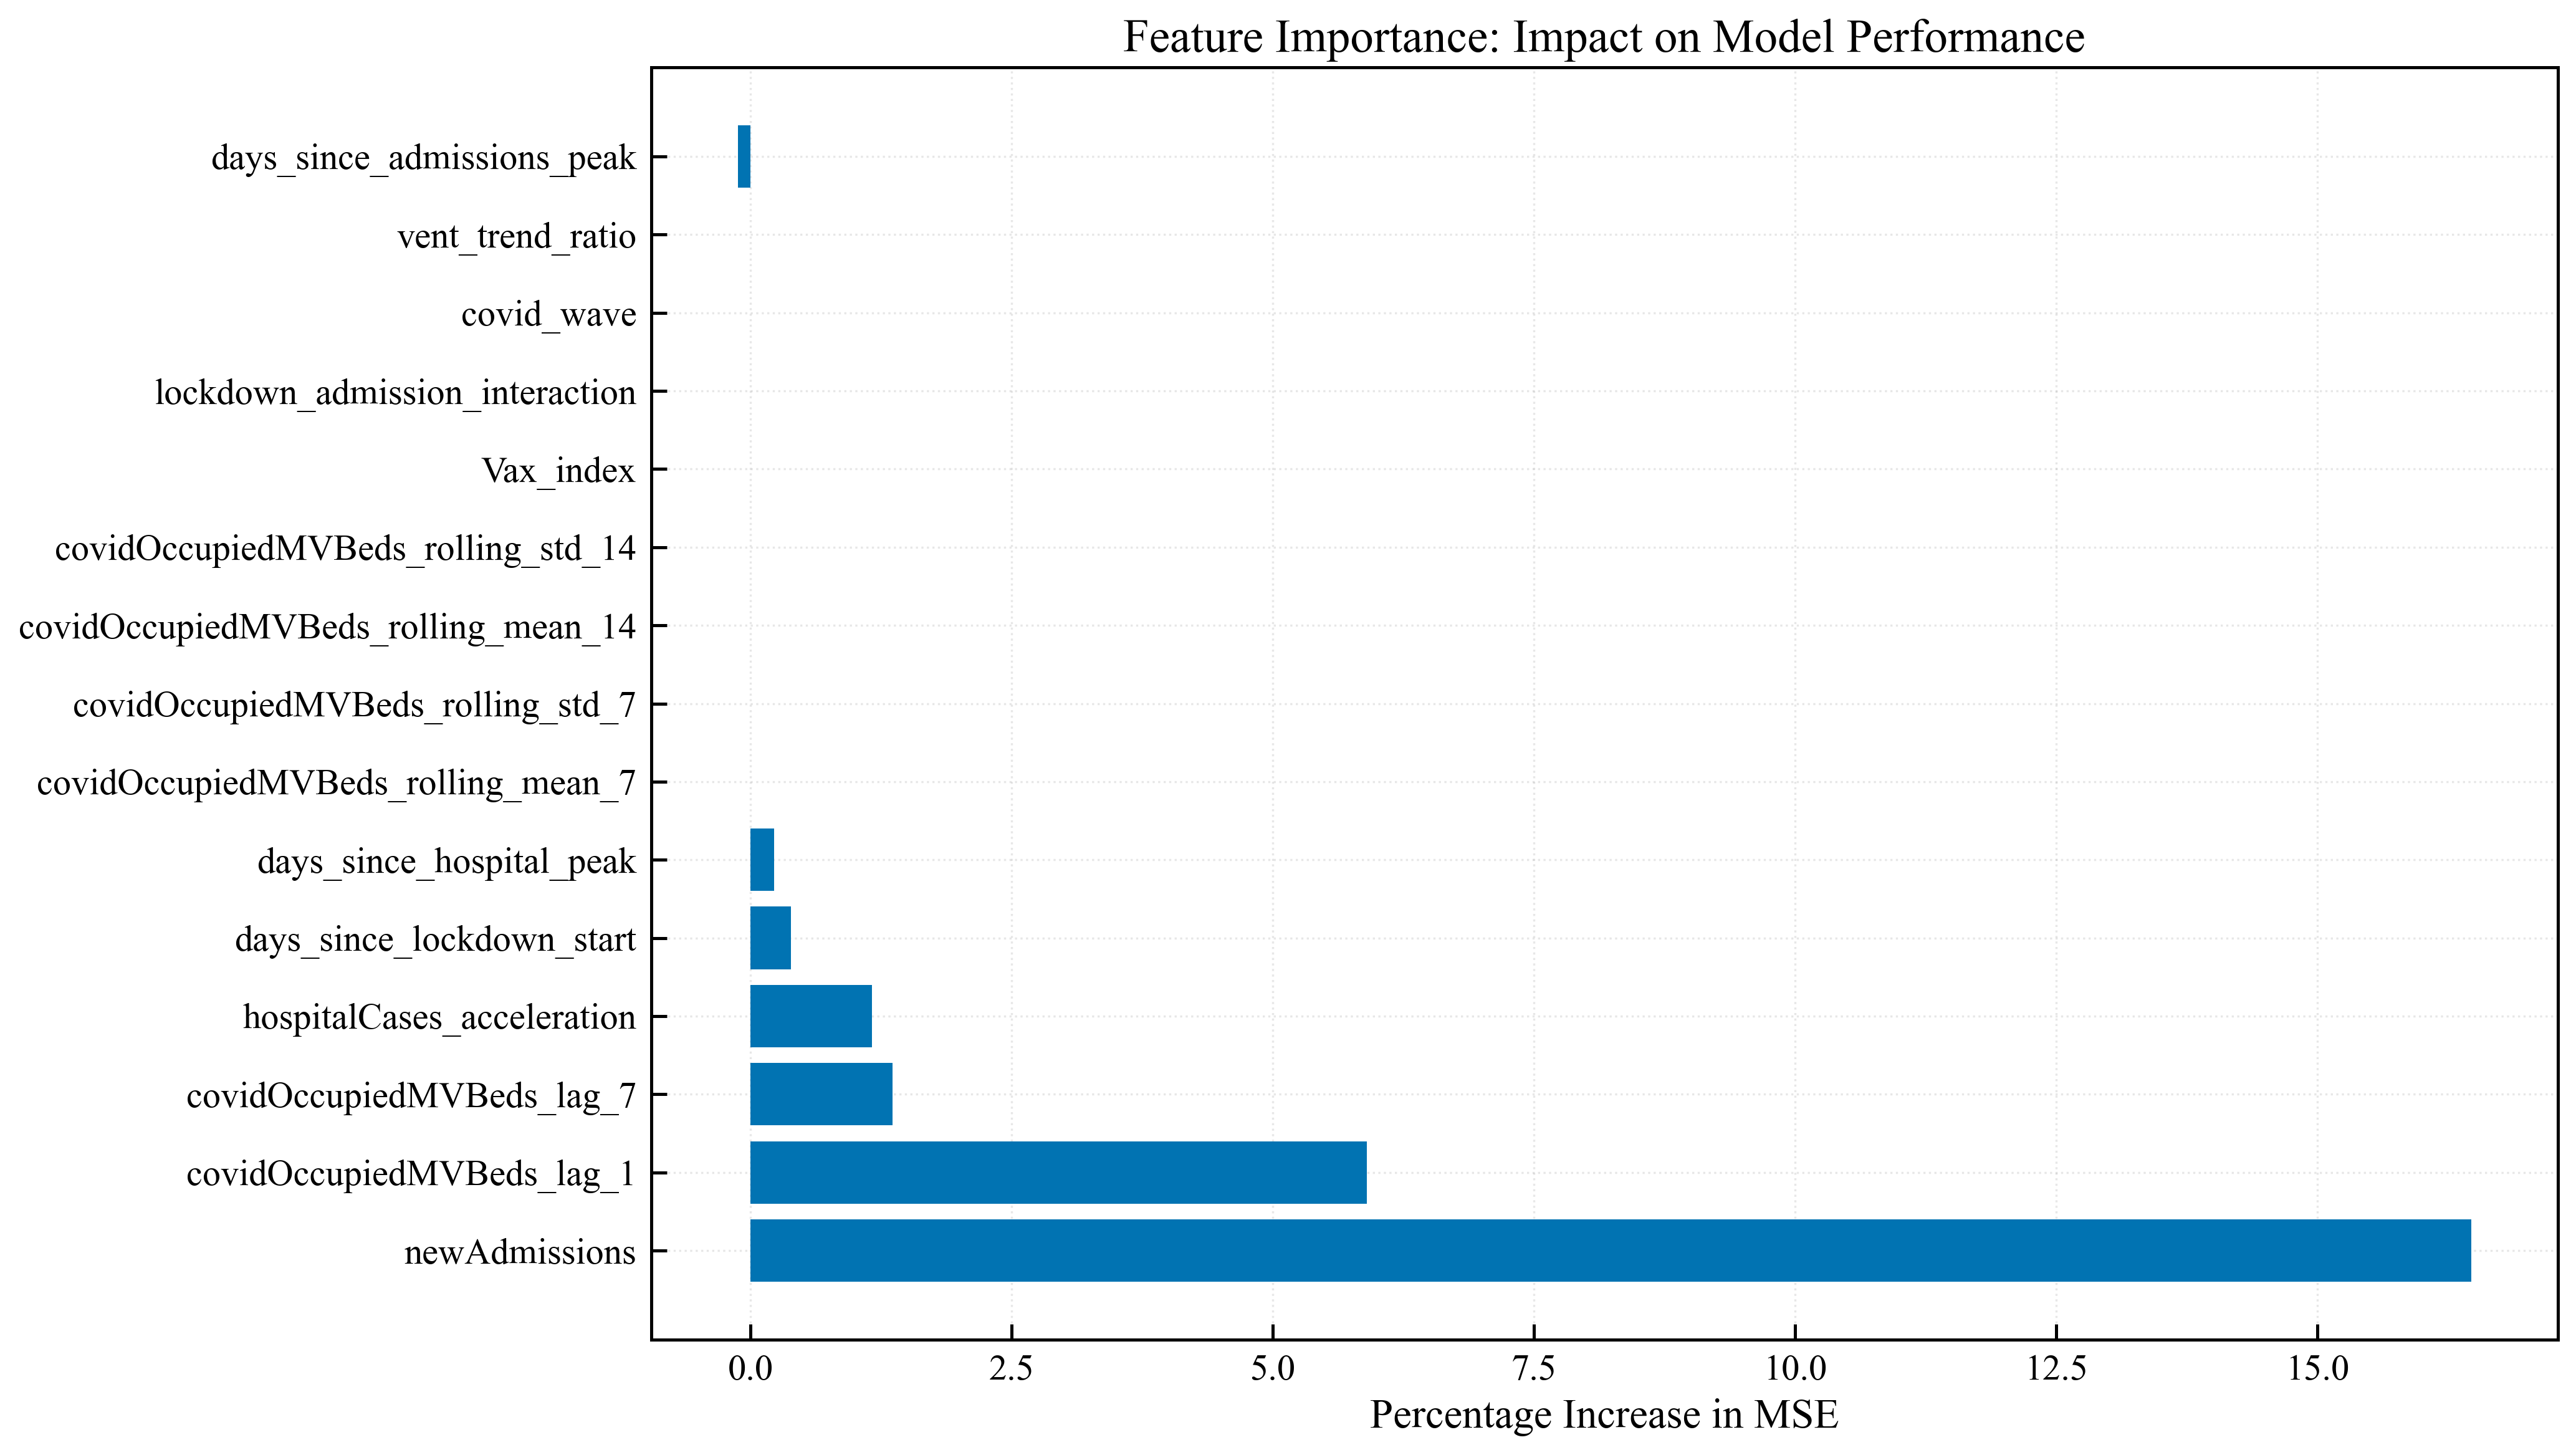 Feature Importance: Impact on Model Performance
days_since_admissions_peak
vent_trend_ratio
covid_wave
lockdown_admission_interaction
Vax_index
covidOccupiedMVBeds_rolling_std_14
covidOccupiedMVBeds_rolling_mean_14
covidOccupiedMVBeds_rolling_std_7
covidOccupiedMVBeds_rolling_mean_7
days_since_hospital_peak
days_since_lockdown_start
hospitalCases_acceleration
covidOccupiedMVBeds_lag_7
covidOccupiedMVBeds_lag_1
newAdmissions
0.0 2.5 5.0 7.5 10.0 12.5 15.0
Percentage Increase in MSE